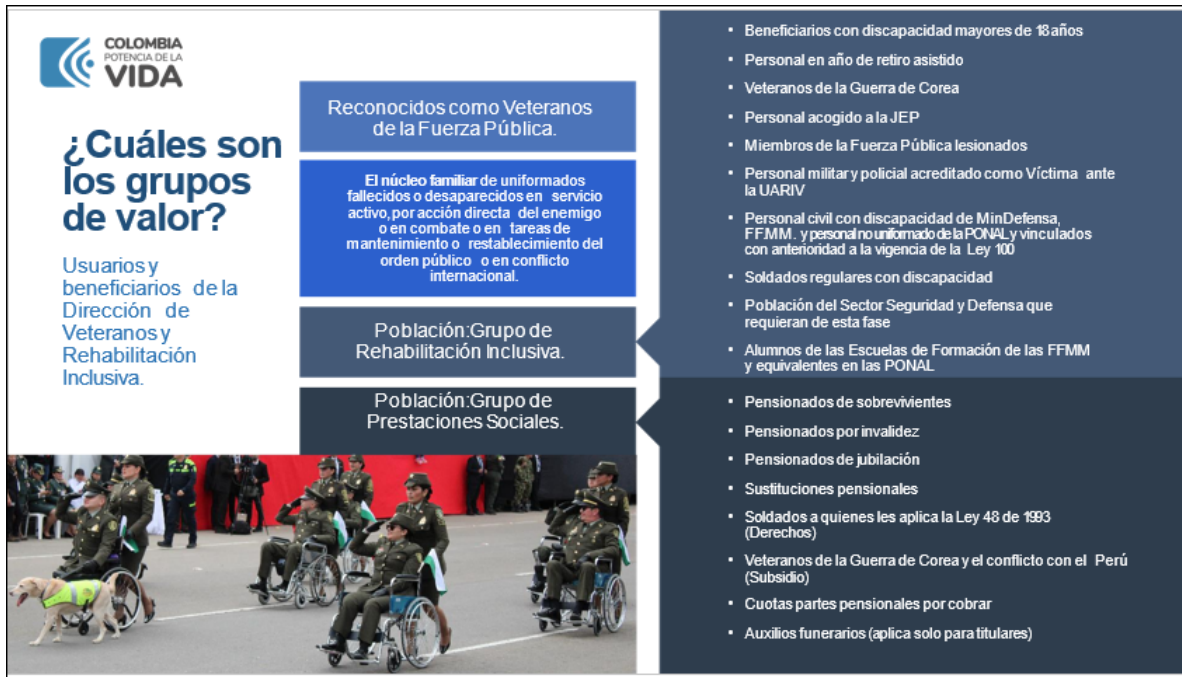 COLOMBIA
POTENCIA DE LA
VIDA
¿Cuáles son
los grupos
de valor?
Usuarios y
beneficiarios de la
Dirección de
Veteranos y
Rehabilitación
Inclusiva.
Reconocidos como Veteranos
de la Fuerza Pública.
El núcleo familiar de uniformados
fallecidos o desaparecidos en servicio
activo, por acción directa del enemigo
o en combate o en tareas de
mantenimiento o restablecimiento del
orden público o en conflicto
internacional.
Población: Grupo de
Rehabilitación Inclusiva.
Población: Grupo de
Prestaciones Sociales.
▪ Beneficiarios con discapacidad mayores de 18 años
▪ Personal en año de retiro asistido
▪ Veteranos de la Guerra de Corea
▪ Personal acogido a la JEP
▪ Miembros de la Fuerza Pública lesionados
▪ Personal militar y policial acreditado como Víctima ante
la UARIV
▪ Personal civil con discapacidad de MinDefensa,
FF.MM. y personal no uniformado de la PONAL y vinculados
con anterioridad a la vigencia de la Ley 100
▪ Soldados regulares con discapacidad
▪ Población del Sector Seguridad y Defensa que
requieran de esta fase
▪ Alumnos de las Escuelas de Formación de las FFMM
y equivalentes en las PONAL
▪ Pensionados de sobrevivientes
▪ Pensionados por invalidez
▪ Pensionados de jubilación
▪ Sustituciones pensionales
▪ Soldados a quienes les aplica la Ley 48 de 1993
(Derechos)
▪ Veteranos de la Guerra de Corea y el conflicto con el Perú
(Subsidio)
▪ Cuotas partes pensionales por cobrar
▪ Auxilios funerarios (aplica solo para titulares)